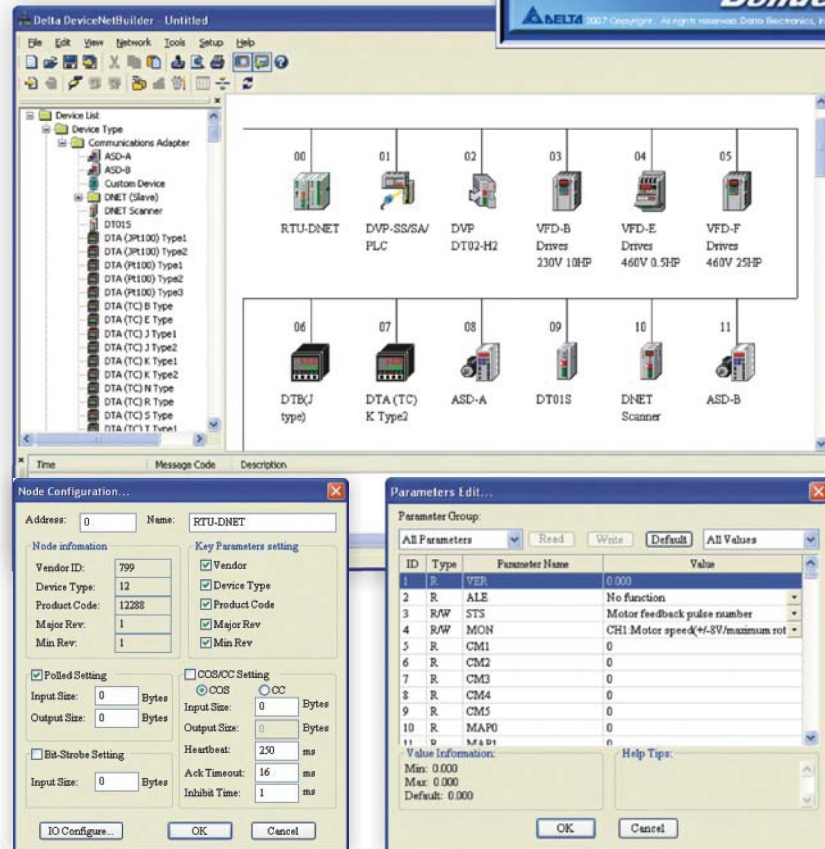 DELTA 2007 Copyright. All rights reserved. Delta Electronics, In
Delta DeviceNetBuilder - Untitled
File Edit View Network Tools Setup Help
Device List
Device Type
Communications Adapter
ASD-A
ASD-B
Custom Device
DNET (Slave)
DNET Scanner
DT01S
DTA (JPt100) Type1
DTA (JPt100) Type2
DTA (Pt100) Type1
DTA (Pt100) Type2
DTA (Pt100) Type3
DTA (TC) B Type
DTA (TC) E Type
DTA (TC) J Type1
DTA (TC) J Type2
DTA (TC) K Type1
DTA (TC) K Type2
DTA (TC) N Type
DTA (TC) R Type
DTA (TC) S Type
DTA (TC) T Type1
00 01 02 03 04 05
RTU-DNET DVP-SS/SA/ DVP VFD-B VFD-E VFD-F
PLC DT02-H2 Drives Drives Drives
230V 10HP 460V 0.5HP 460V 25HP
06 07 08 09 10 11
DTB(J DTA (TC) ASD-A DT01S DNET ASD-B
type) K Type2 Scanner
Time Message Code Description
Node Configuration...
Address: 0 Name: RTU-DNET
Node infomation
Vendor ID: 799
Device Type: 12
Product Code: 12288
Major Rev: 1
Min Rev: 1
Key Parameters setting
Vendor
Device Type
Product Code
Major Rev
Min Rev
Polled Setting
Input Size: 0 Bytes
Output Size: 0 Bytes
Bit-Strobe Setting
Input Size: 0 Bytes
COS/CC Setting
COS CC
Input Size: 0 Bytes
Output Size: 0 Bytes
Heartbeat: 250 ms
Ack Timeout: 16 ms
Inhibit Time: 1 ms
IO Configure... OK Cancel
Parameters Edit...
Parameter Group:
All Parameters Read Write Default All Values
ID Type Parameter Name Value
1 R VER 0.000
2 R ALE No function
3 R/W STS Motor feedback pulse number
4 R/W MON CH1:Motor speed(+/-8V/maximum rot
5 R CM1 0
6 R CM2 0
7 R CM3 0
8 R CM4 0
9 R CM5 0
10 R MAP0 0
11 R MAP1 0
Value Information:
Min: 0.000
Max: 0.000
Default: 0.000
Help Tips:
OK Cancel